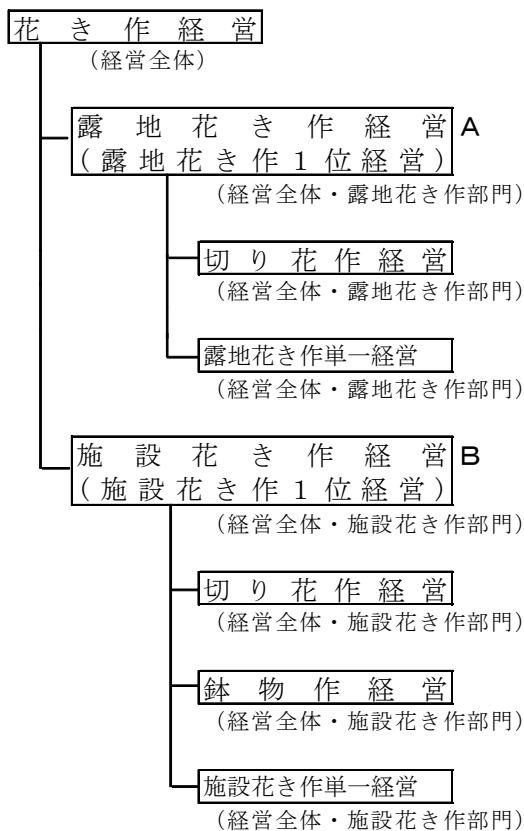 花き作経営
（経営全体）
露地花き作経営 A
（露地花き作１位経営）
（経営全体・露地花き作部門）
切り花作経営
（経営全体・露地花き作部門）
露地花き作単一経営
（経営全体・露地花き作部門）
施設花き作経営 B
（施設花き作１位経営）
（経営全体・施設花き作部門）
切り花作経営
（経営全体・施設花き作部門）
鉢物作経営
（経営全体・施設花き作部門）
施設花き作単一経営
（経営全体・施設花き作部門）